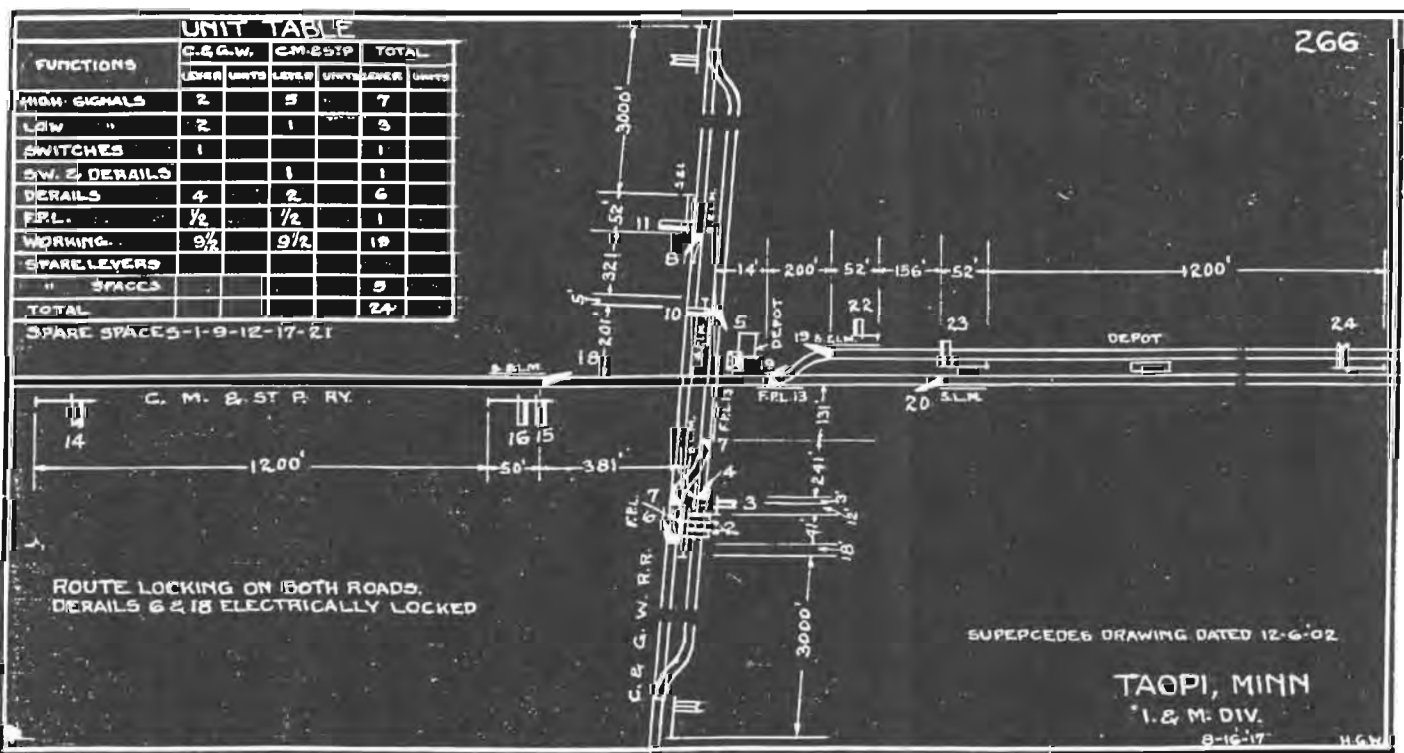 266
UNIT TABLE
FUNCTIONS C.& G.W. C.M.&STP TOTAL
LEVER UNITS LEVER UNITS LEVER UNITS
HIGH SIGNALS 2 5 7
LOW " 2 1 3
SWITCHES 1 1
SW. & DERAILS 1 1
DERAILS 4 2 6
F.P.L. 1/2 1/2 1
WORKING 9 1/2 9 1/2 19
SPARE LEVERS
" SPACES 5
TOTAL 24
SPARE SPACES-1-9-12-17-21
3000'
52'
321
5'
201'
11
8
10
18
14' 200' 52' 156' 52' 1200'
5
DEPOT
19 S.&L.M.
22
23
DEPOT
24
S.&L.M.
C. M. & ST P. RY.
14
16 15
F.P.L. 13
F.P.L. 13
20 S.L.M.
1200' 50' 381'
131
241'
3'
12'
41'
18'
3000'
7
4
7
3
2
F.P.L.
6
C. & G. W. R.R.
ROUTE LOCKING ON BOTH ROADS.
DERAILS 6 & 18 ELECTRICALLY LOCKED
SUPERCEDES DRAWING DATED 12-6-02
TAOPI, MINN
I. & M. DIV.
8-16-17 H.G.W.